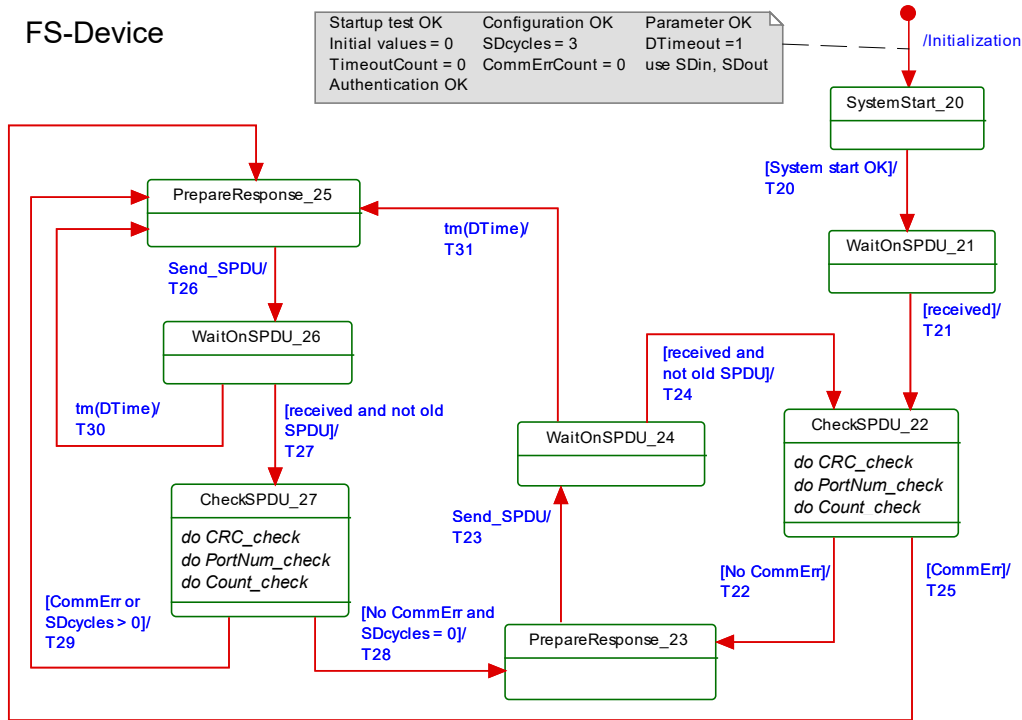 FS-Device
Startup test OK Configuration OK Parameter OK
Initial values = 0 SDcycles = 3 DTimeout =1
TimeoutCount = 0 CommErrCount = 0 use SDin, SDout
Authentication OK
/Initialization
SystemStart_20
[System start OK]/
T20
PrepareResponse_25
tm(DTime)/
T31
WaitOnSPDU_21
Send_SPDU/
T26
[received]/
T21
WaitOnSPDU_26
[received and
not old SPDU]/
T24
tm(DTime)/
T30
[received and not old
SPDU]/
T27
WaitOnSPDU_24
CheckSPDU_22
do CRC_check
do PortNum_check
do Count_check
CheckSPDU_27
do CRC_check
do PortNum_check
do Count_check
Send_SPDU/
T23
[No CommErr]/
T22
[CommErr]/
T25
[CommErr or
SDcycles > 0]/
T29
[No CommErr and
SDcycles = 0]/
T28
PrepareResponse_23